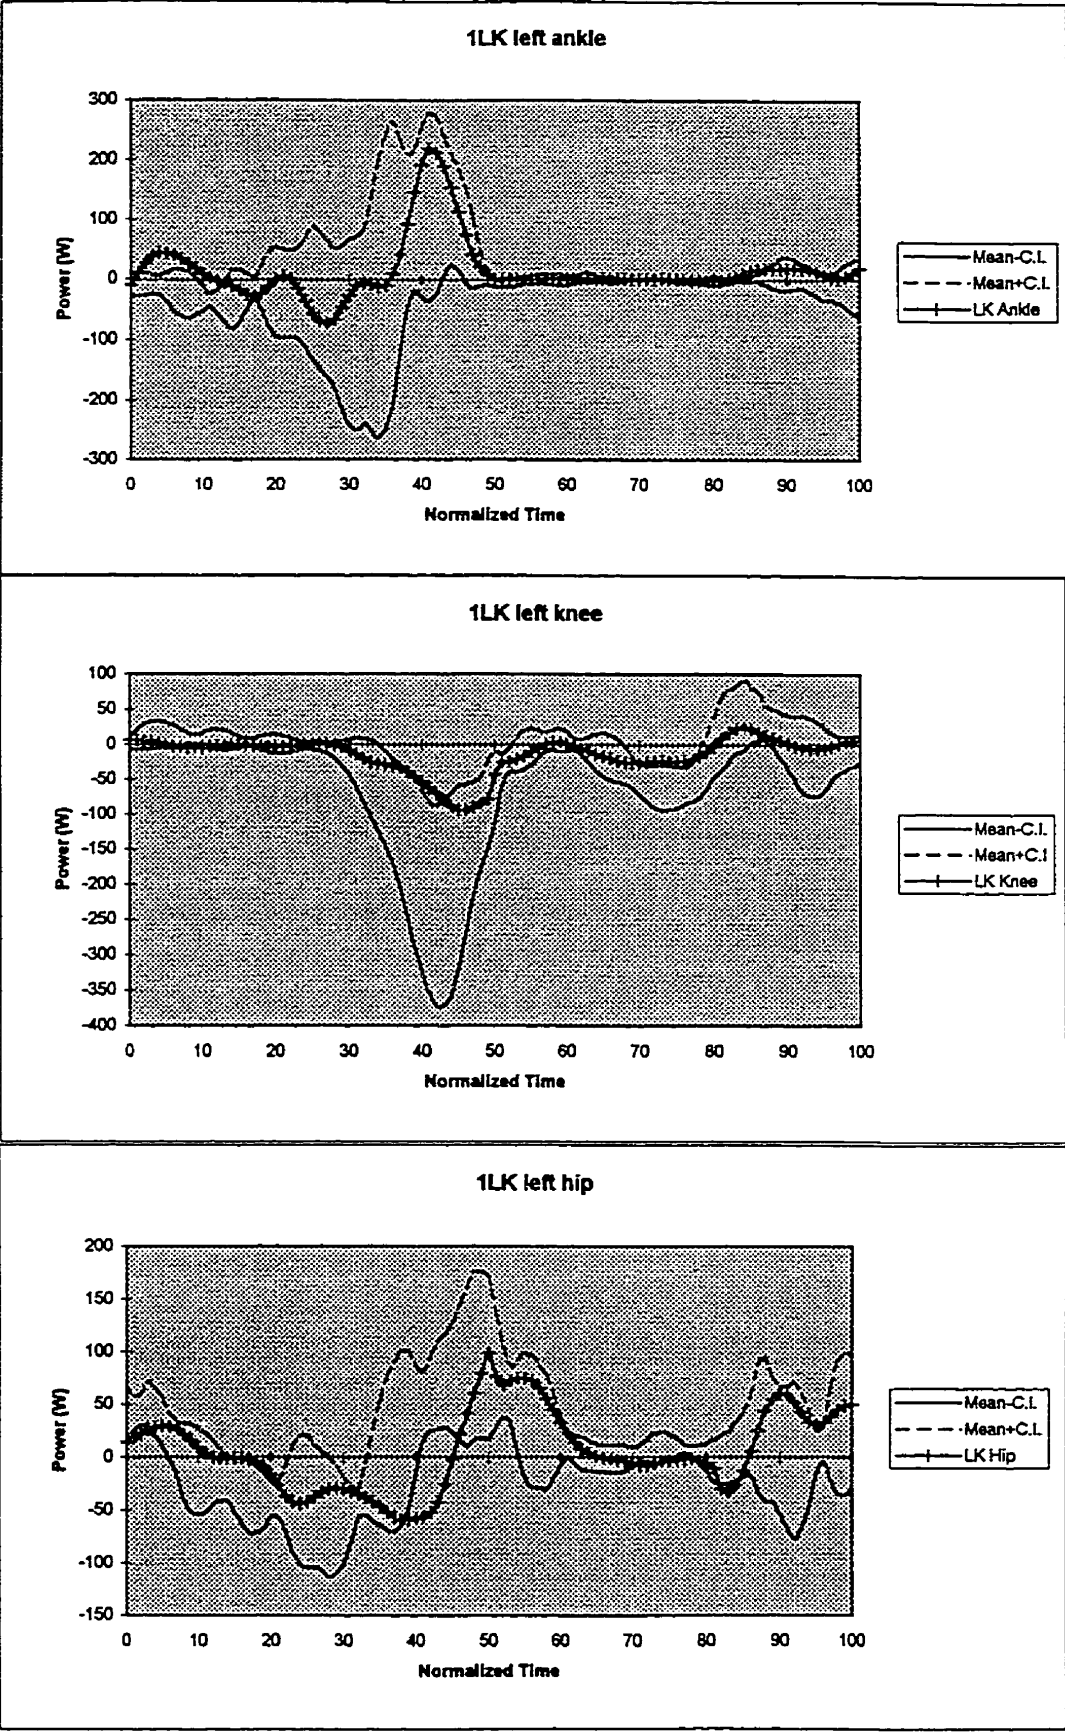 1LK left ankle
300
200
100
0
-100
-200
-300
Power (W)
0 10 20 30 40 50 60 70 80 90 100
Normalized Time
Mean-C.I.
Mean+C.I.
LK Ankle
1LK left knee
100
50
0
-50
-100
-150
-200
-250
-300
-350
-400
Power (W)
0 10 20 30 40 50 60 70 80 90 100
Normalized Time
Mean-C.I.
Mean+C.I
LK Knee
1LK left hip
200
150
100
50
0
-50
-100
-150
Power (W)
0 10 20 30 40 50 60 70 80 90 100
Normalized Time
Mean-C.I.
Mean+C.I.
LK Hip